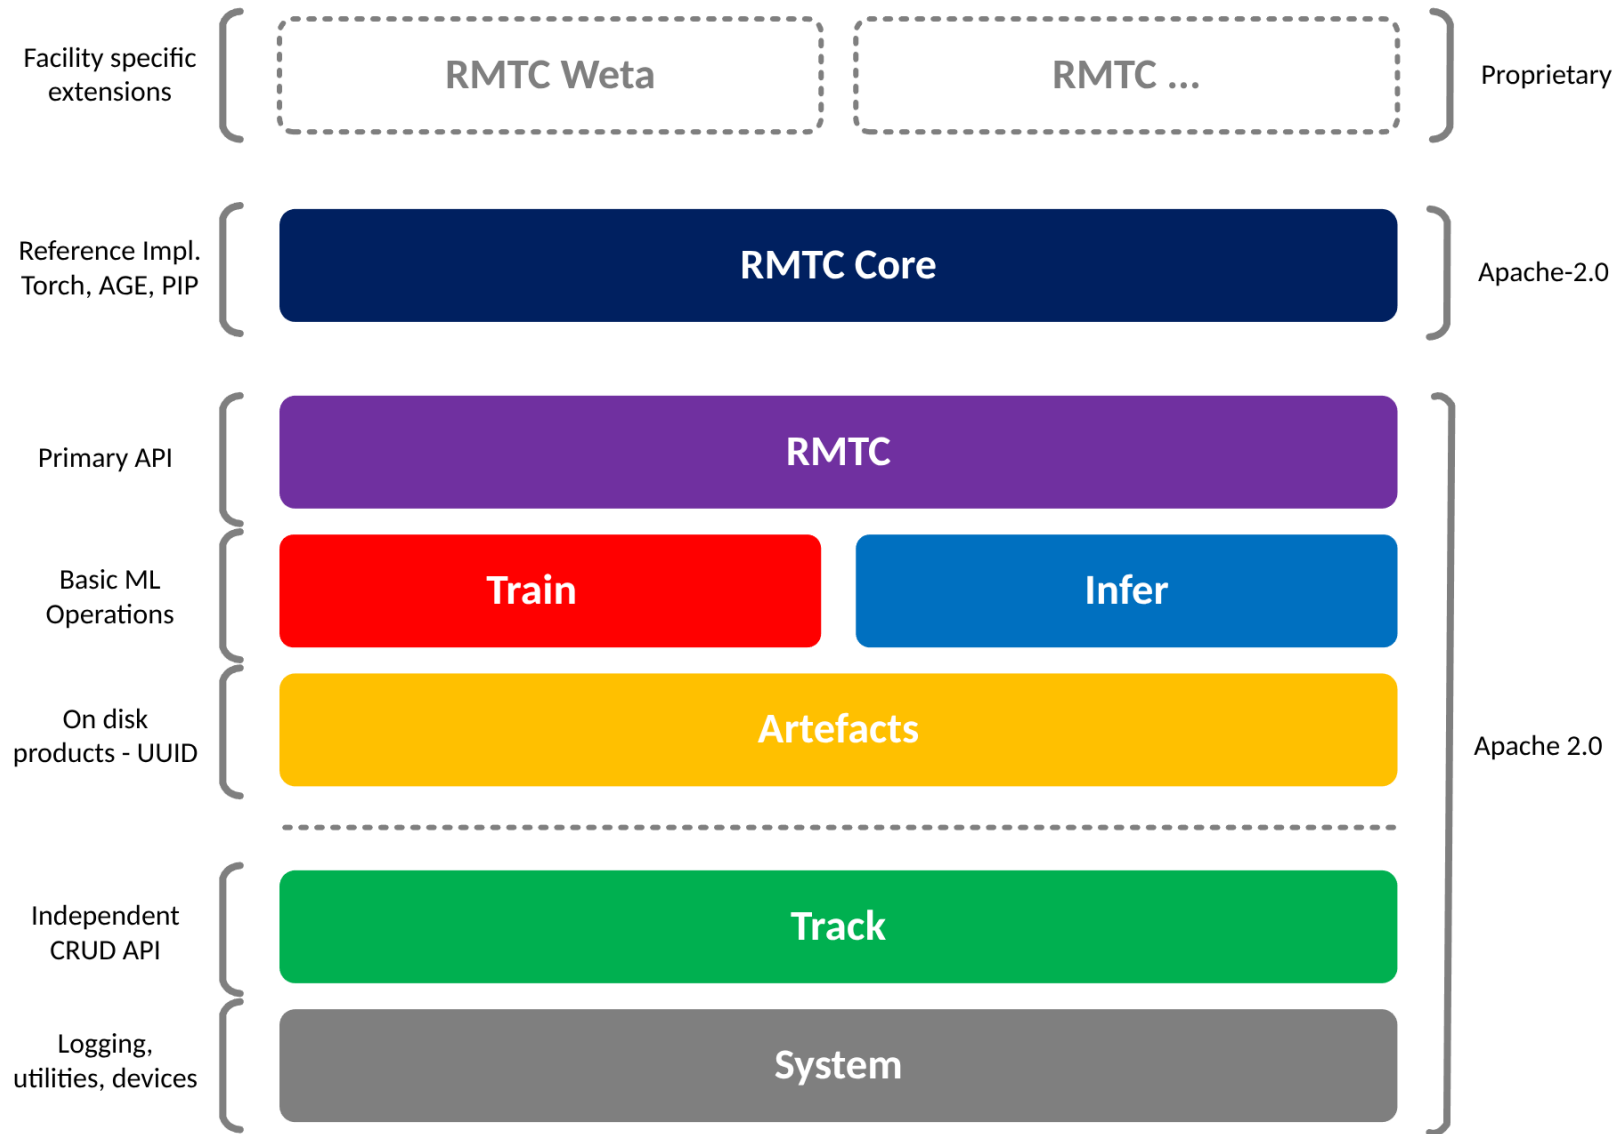 Facility specific
extensions
RMTC Weta
RMTC ...
Proprietary
Reference Impl.
Torch, AGE, PIP
RMTC Core
Apache-2.0
Primary API
RMTC
Basic ML
Operations
Train
Infer
On disk
products - UUID
Artefacts
Apache 2.0
Independent
CRUD API
Track
Logging,
utilities, devices
System